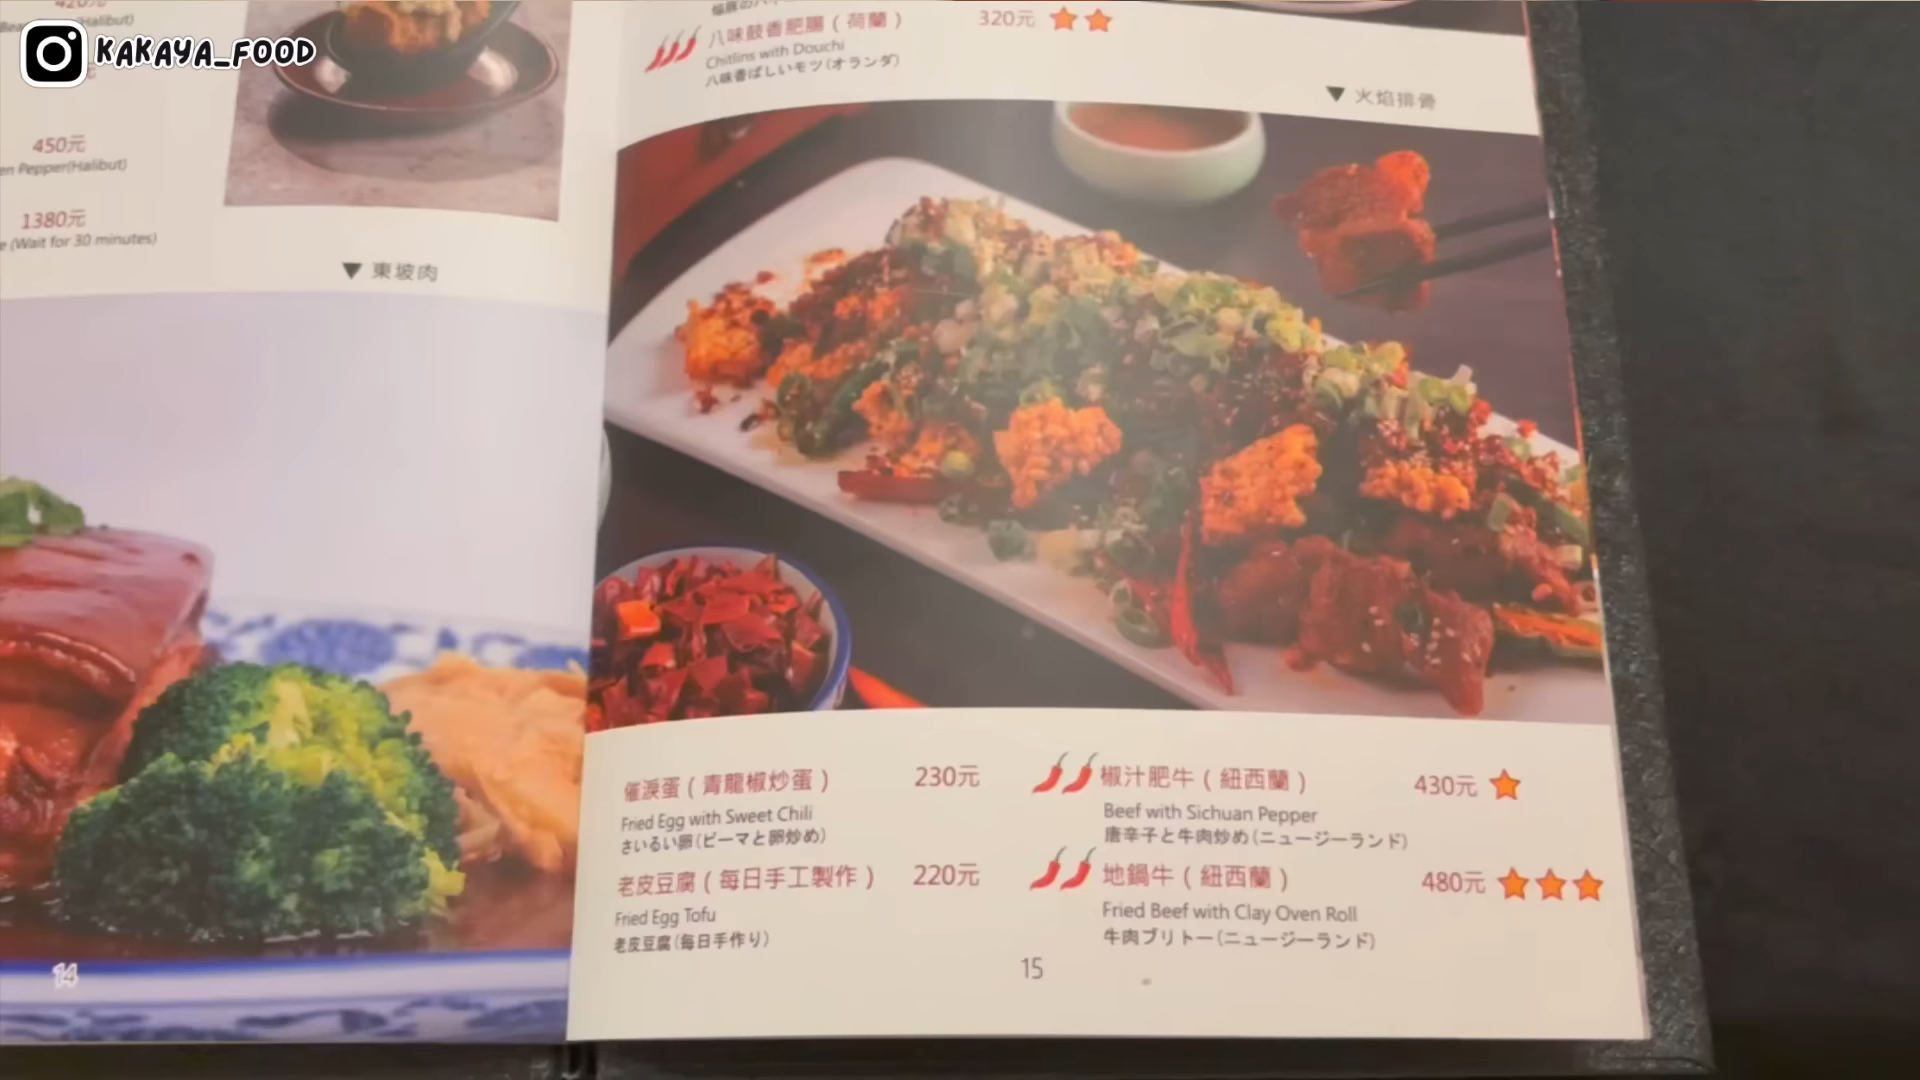 KAKAYA_FOOD
(Halibut)
450元
Pepper(Halibut)
1380元
(Wait for 30 minutes)
▼ 東坡肉
14
八味鼓香肥腸（荷蘭） 320元
Chitlins with Douchi
八味香ばしいモツ（オランダ）
▼ 火焰排骨
催淚蛋（青龍椒炒蛋） 230元
Fried Egg with Sweet Chili
さいるい卵（ピーマと卵炒め）
老皮豆腐（每日手工製作） 220元
Fried Egg Tofu
老皮豆腐（毎日手作り）
椒汁肥牛（紐西蘭） 430元
Beef with Sichuan Pepper
唐辛子と牛肉炒め（ニュージーランド）
地鍋牛（紐西蘭） 480元
Fried Beef with Clay Oven Roll
牛肉ブリトー（ニュージーランド）
15